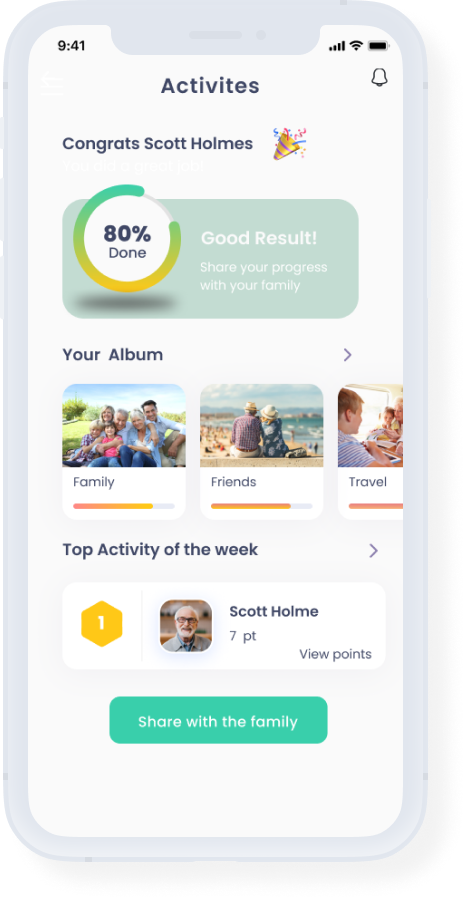 9:41
Activites
Congrats Scott Holmes
You did a great job!
80%
Done
Good Result!
Share your progress
with your family
Your Album
Family
Friends
Travel
Top Activity of the week
1
Scott Holme
7 pt
View points
Share with the family